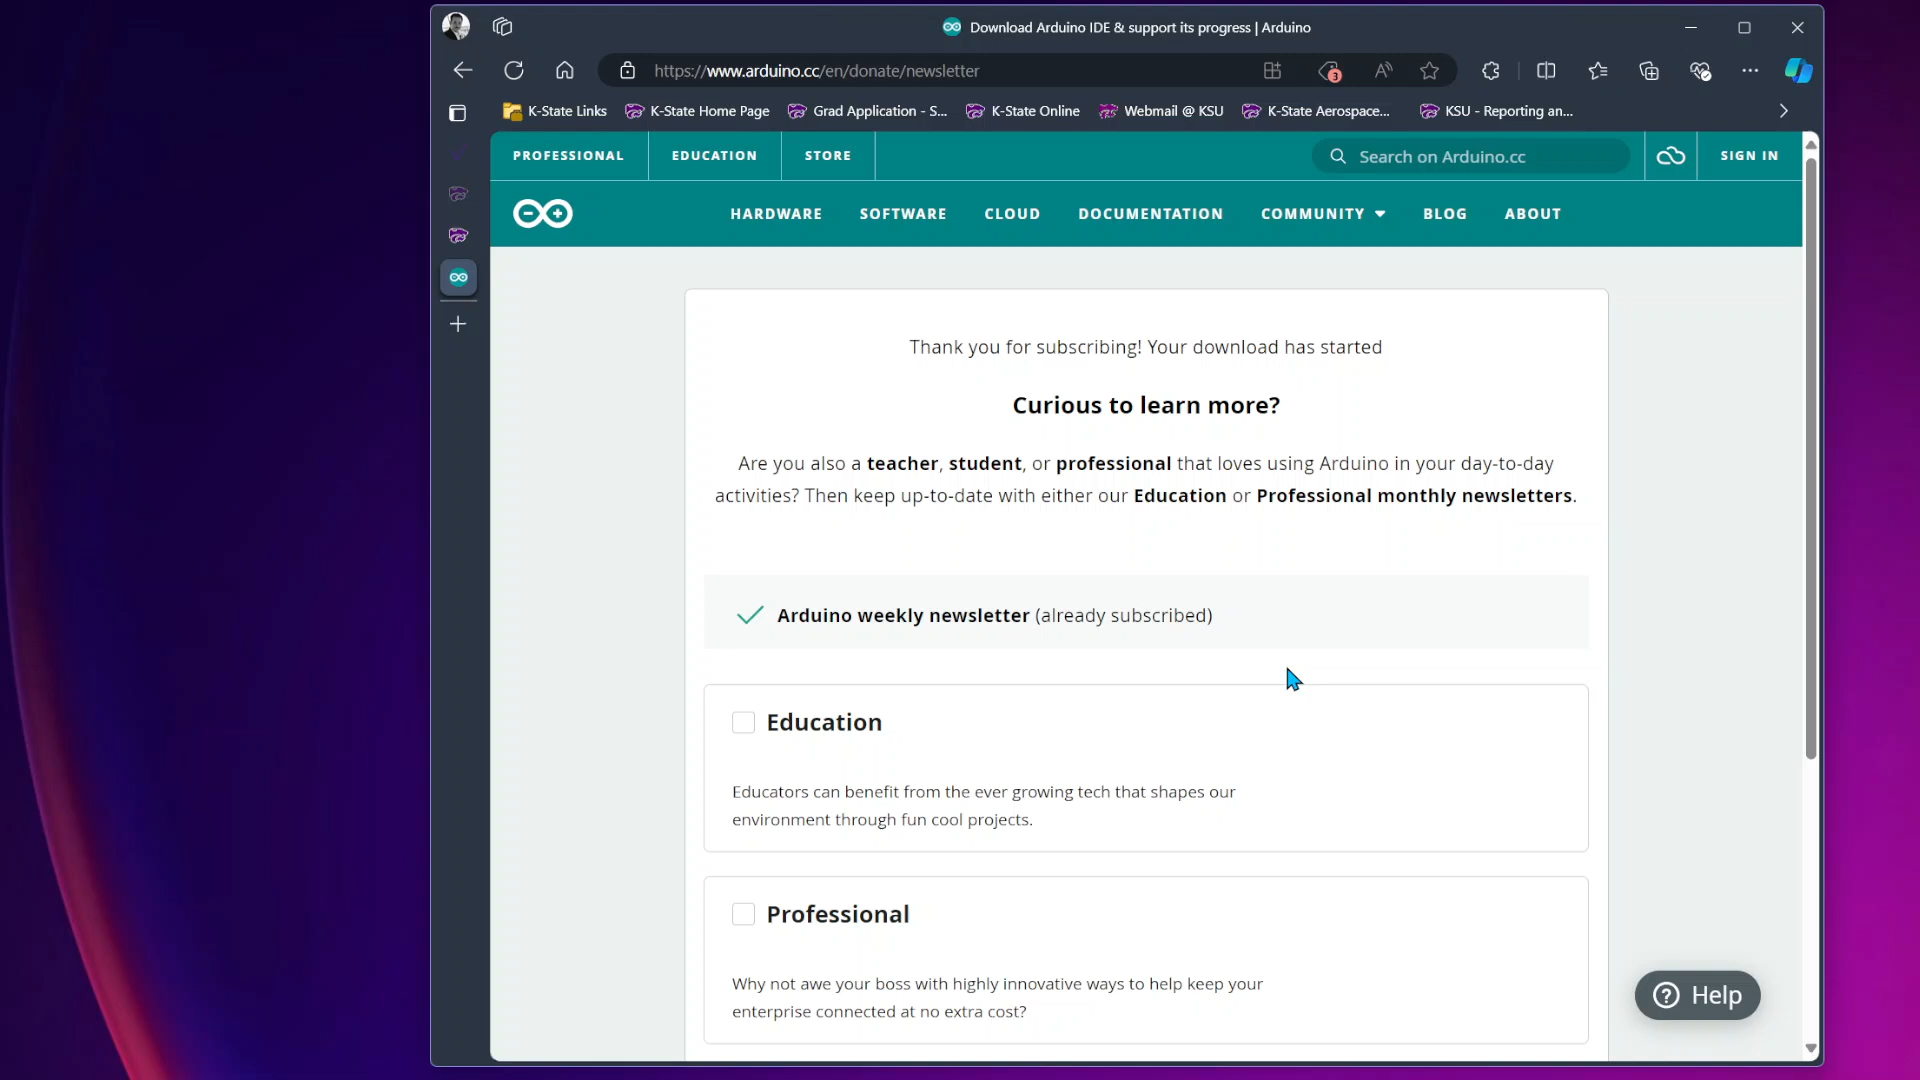 Download Arduino IDE & support its progress | Arduino
https://www.arduino.cc/en/donate/newsletter
3
K-State Links
K-State Home Page
Grad Application - S...
K-State Online
Webmail @ KSU
K-State Aerospace...
KSU - Reporting an...
PROFESSIONAL
EDUCATION
STORE
Search on Arduino.cc
SIGN IN
HARDWARE
SOFTWARE
CLOUD
DOCUMENTATION
COMMUNITY
BLOG
ABOUT
Thank you for subscribing! Your download has started
Curious to learn more?
Are you also a teacher, student, or professional that loves using Arduino in your day-to-day
activities? Then keep up-to-date with either our Education or Professional monthly newsletters.
Arduino weekly newsletter (already subscribed)
Education
Educators can benefit from the ever growing tech that shapes our
environment through fun cool projects.
Professional
Why not awe your boss with highly innovative ways to help keep your
enterprise connected at no extra cost?
Help